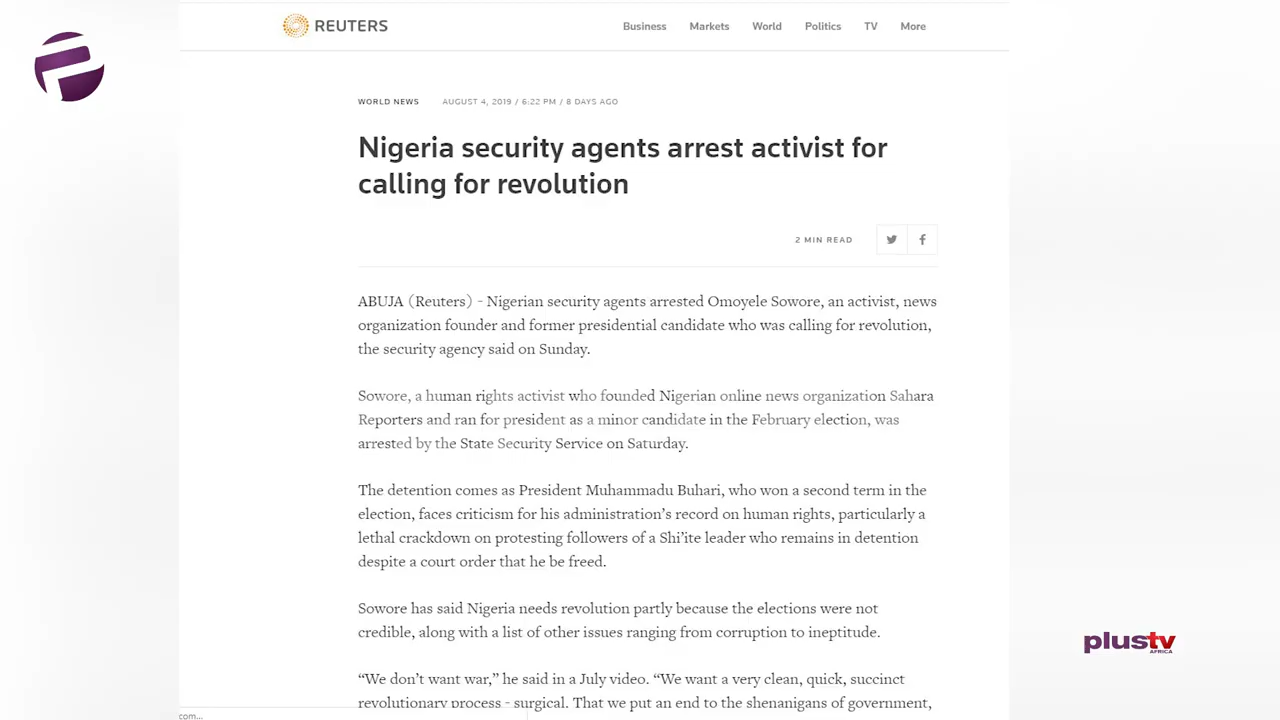 REUTERS
Business Markets World Politics TV More
WORLD NEWS AUGUST 4, 2019 / 6:22 PM / 8 DAYS AGO
Nigeria security agents arrest activist for
calling for revolution
2 MIN READ
ABUJA (Reuters) - Nigerian security agents arrested Omoyele Sowore, an activist, news
organization founder and former presidential candidate who was calling for revolution,
the security agency said on Sunday.
Sowore, a human rights activist who founded Nigerian online news organization Sahara
Reporters and ran for president as a minor candidate in the February election, was
arrested by the State Security Service on Saturday.
The detention comes as President Muhammadu Buhari, who won a second term in the
election, faces criticism for his administration’s record on human rights, particularly a
lethal crackdown on protesting followers of a Shi’ite leader who remains in detention
despite a court order that he be freed.
Sowore has said Nigeria needs revolution partly because the elections were not
credible, along with a list of other issues ranging from corruption to ineptitude.
“We don’t want war,” he said in a July video. “We want a very clean, quick, succinct
revolutionary process - surgical. That we put an end to the shenanigans of government,
com...
plustv
AFRICA